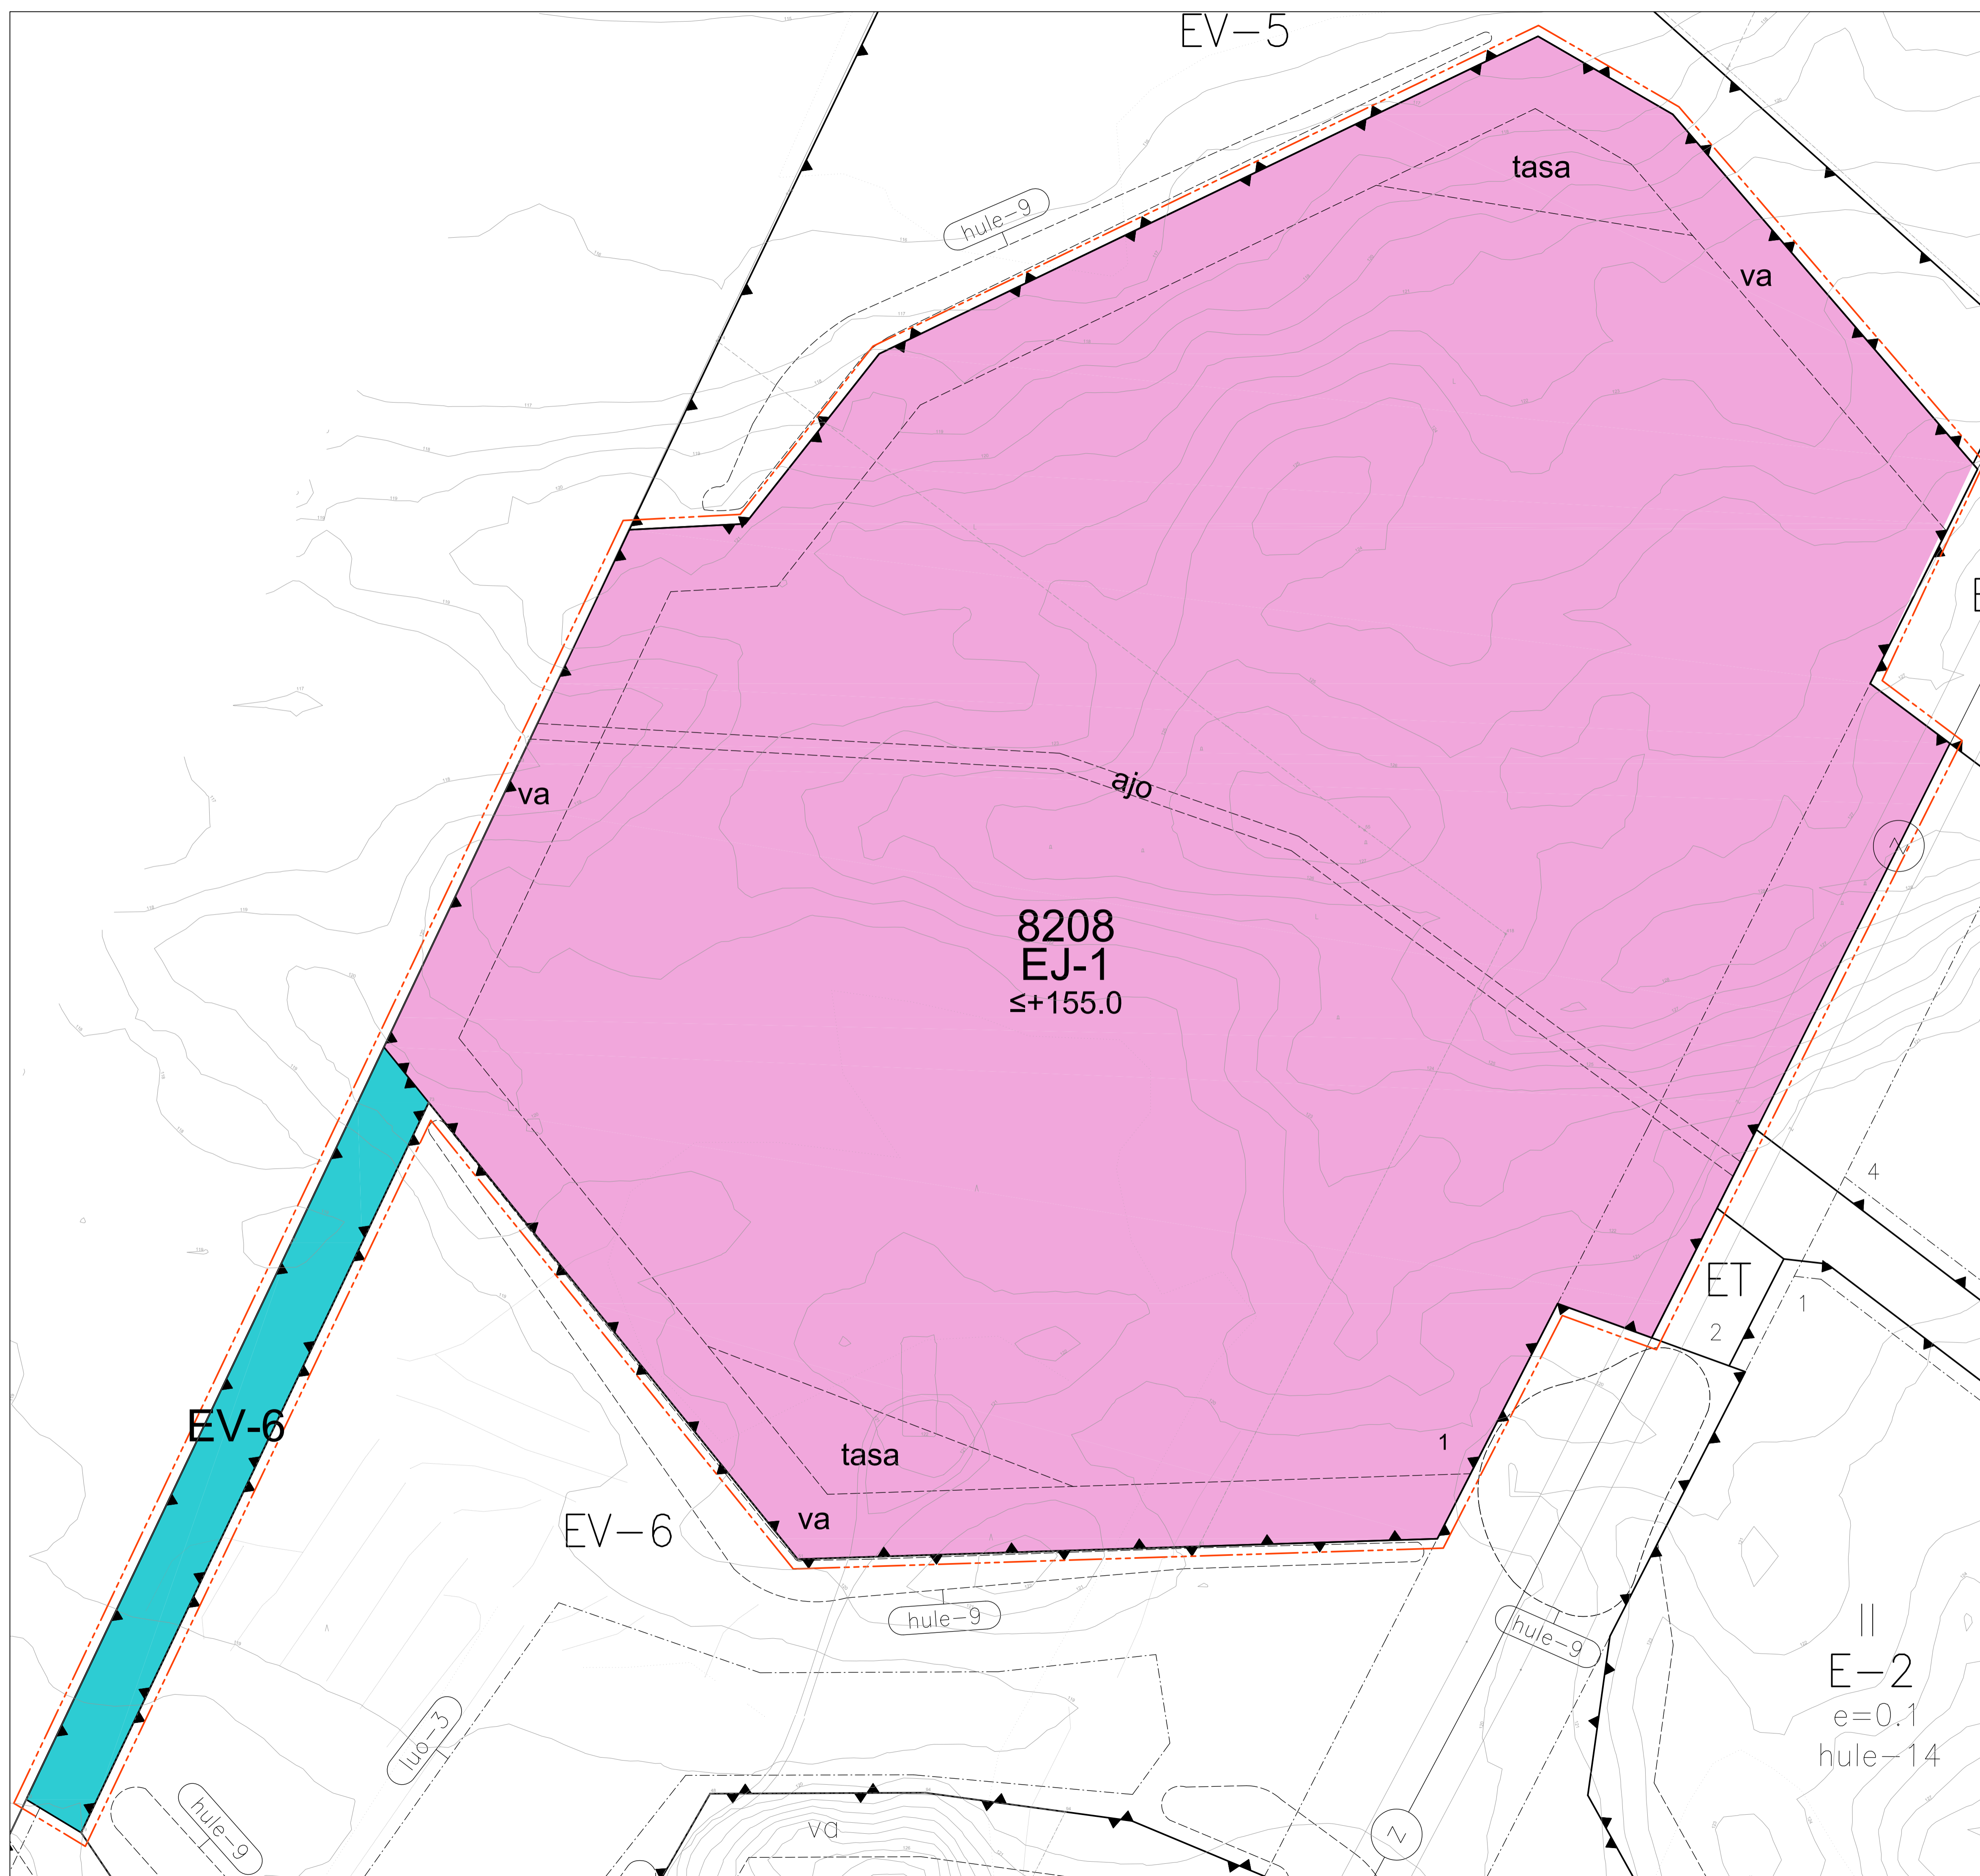 EV-5
tasa
hule-9
va
E
va
ajo
8208
EJ-1
≤+155.0
4
ET
1
2
EV-6
1
tasa
va
EV-6
hule-9
hule-9
II
E-2
e=0.1
hule-14
luo-3
hule-9
va
Z